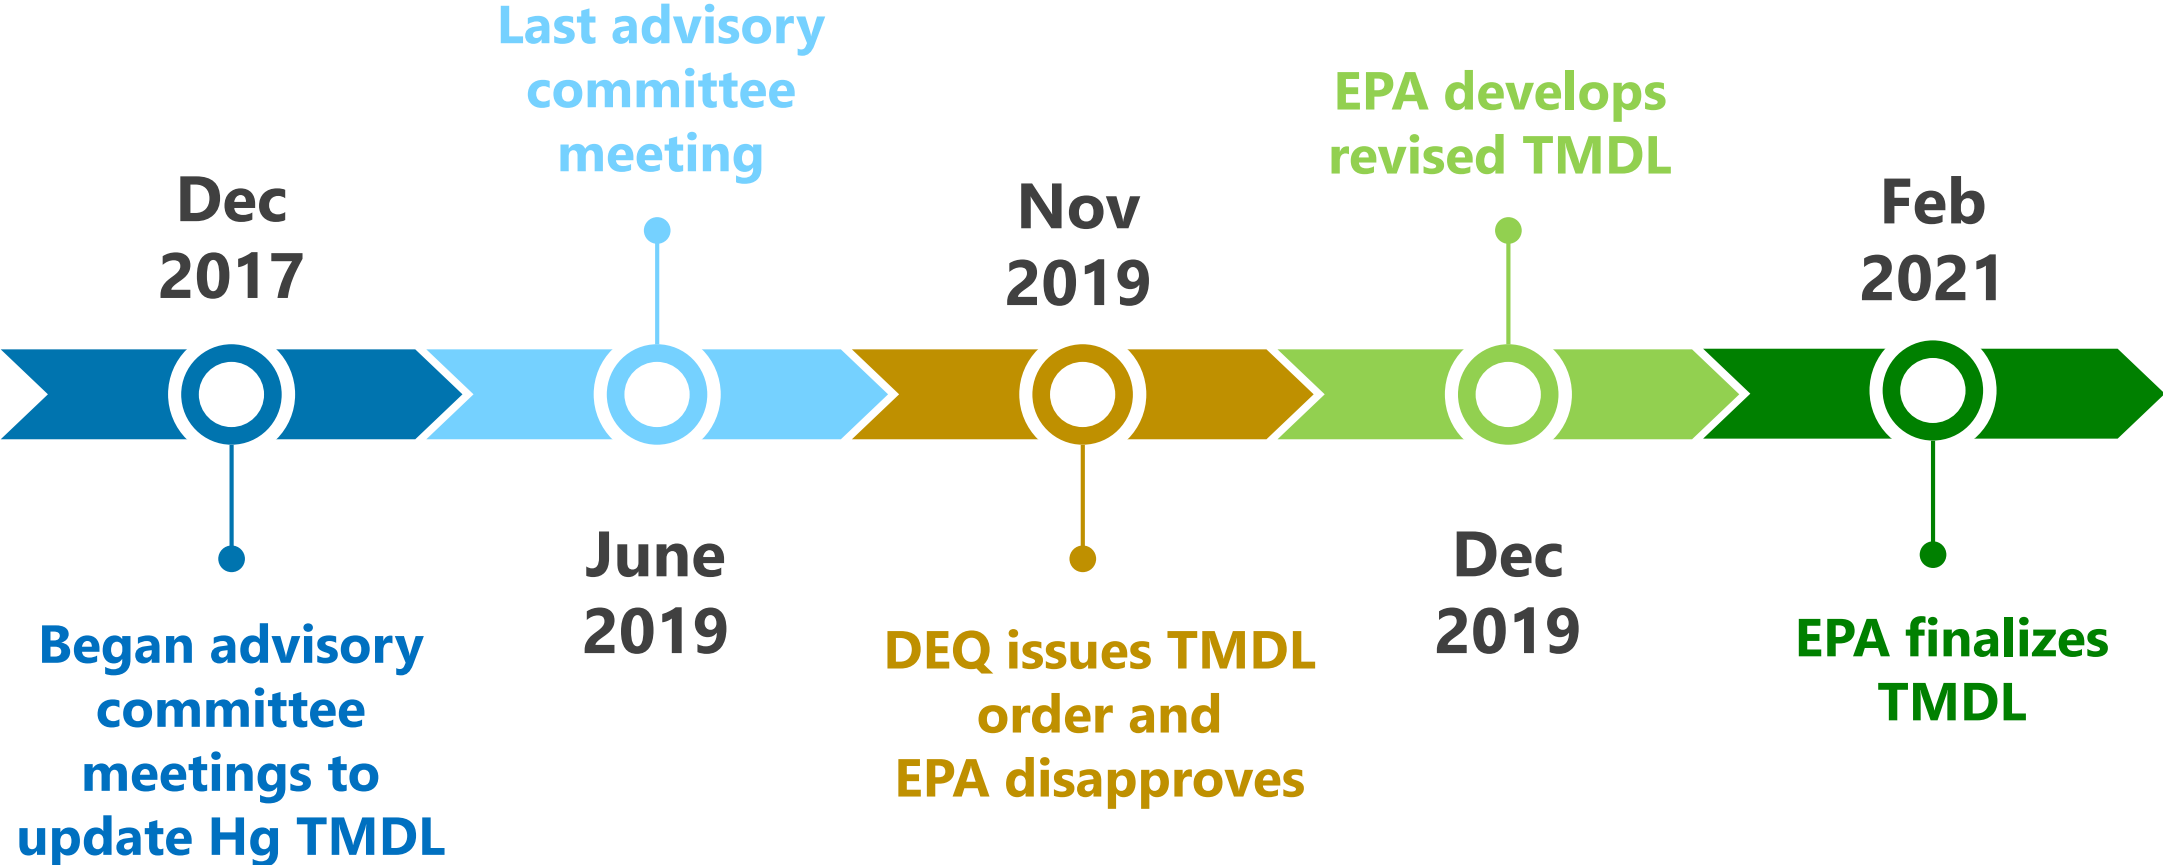 Dec
2017
Began advisory
committee
meetings to
update Hg TMDL
Last advisory
committee
meeting
June
2019
Nov
2019
DEQ issues TMDL
order and
EPA disapproves
EPA develops
revised TMDL
Dec
2019
Feb
2021
EPA finalizes
TMDL